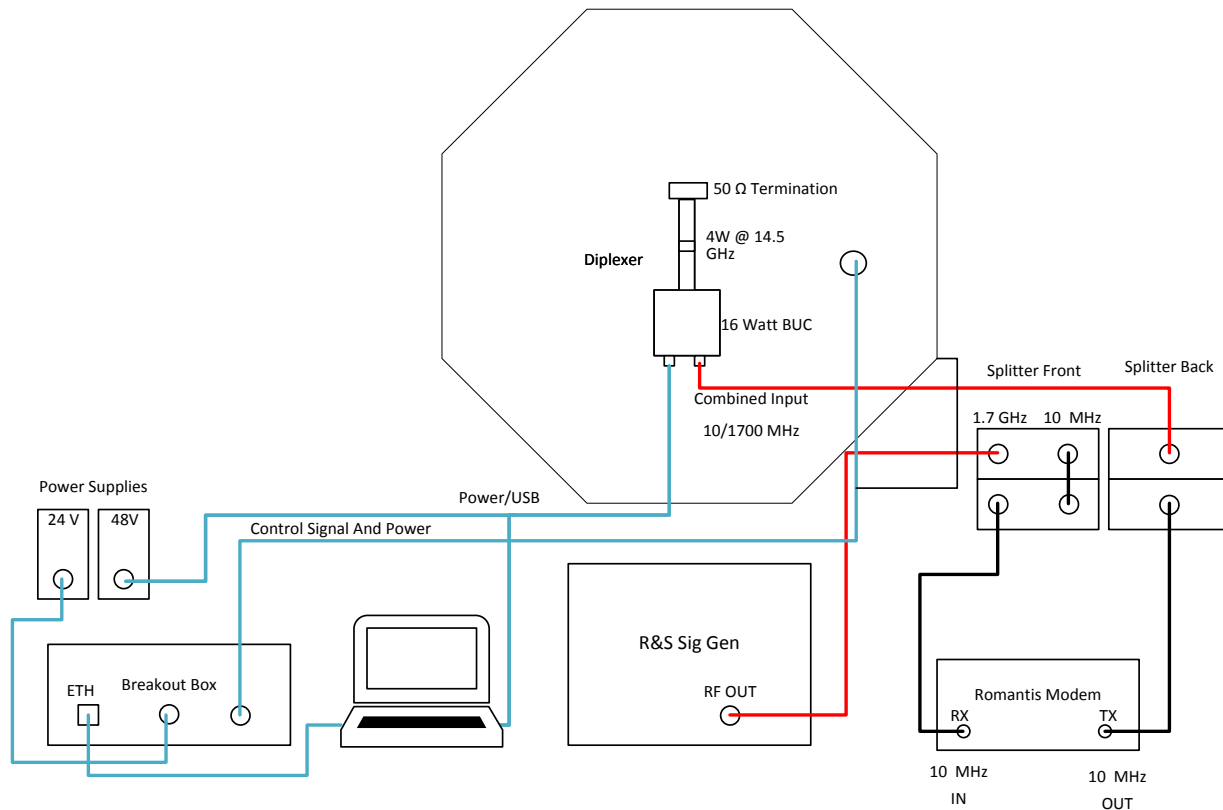 50 Ω Termination
4W @ 14.5
GHz
Diplexer
16 Watt BUC
Splitter Front
Splitter Back
Combined Input
10/1700 MHz
1.7 GHz
10 MHz
Power Supplies
24 V
48V
Power/USB
Control Signal And Power
R&S Sig Gen
RF OUT
ETH
Breakout Box
Romantis Modem
RX
TX
10 MHz
IN
10 MHz
OUT